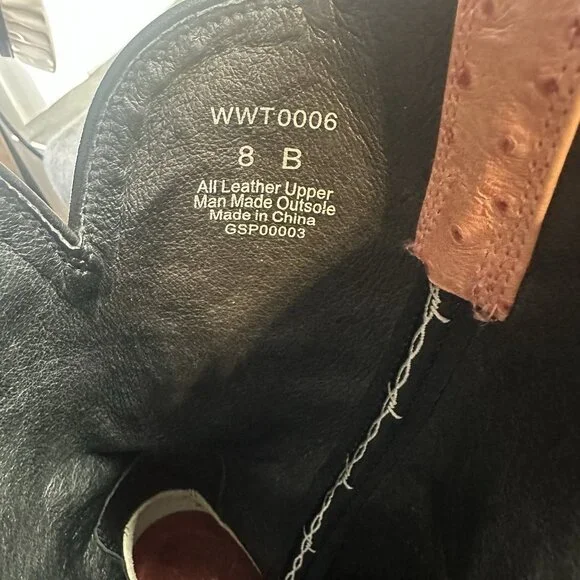 WWT0006
8 B
All Leather Upper
Man Made Outsole
Made in China
GSP00003